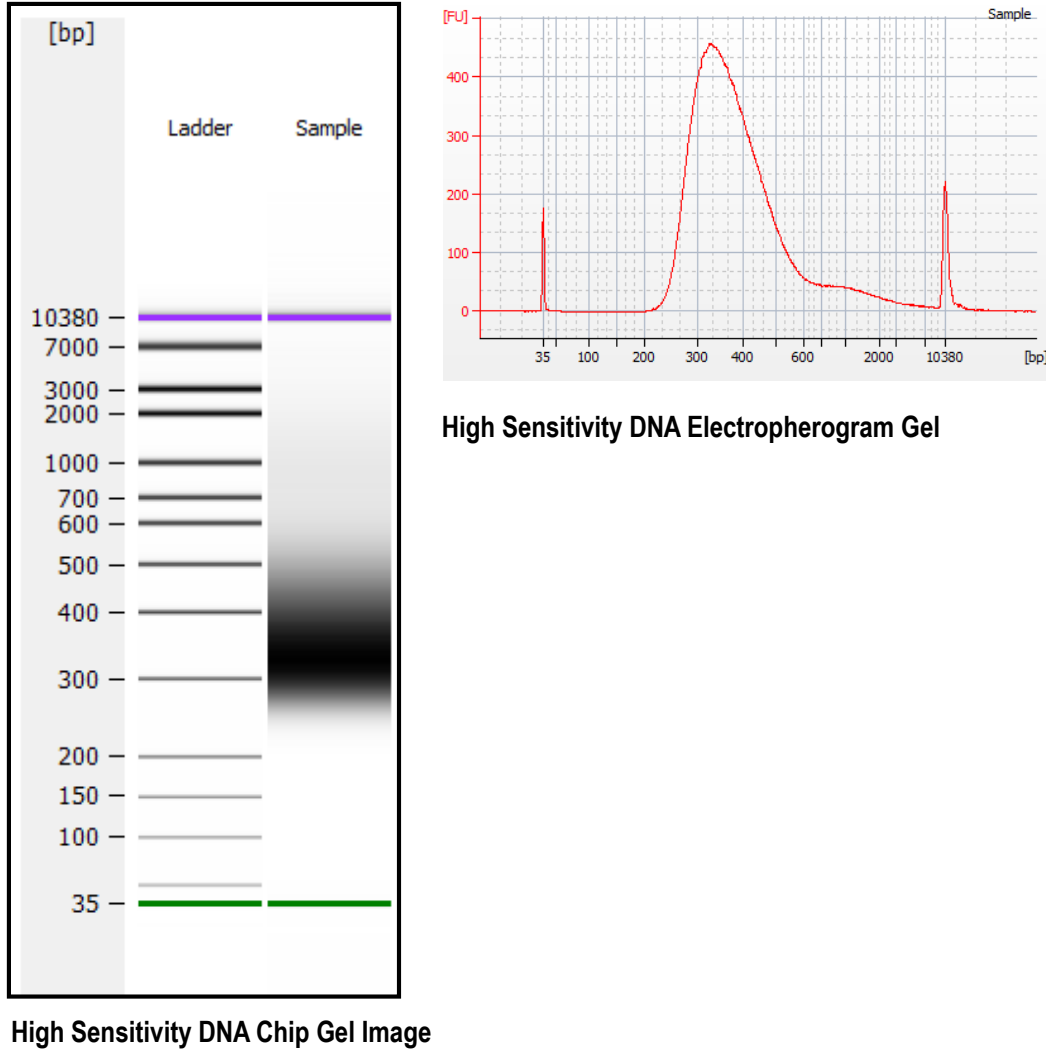 [bp]
Ladder Sample
10380
7000
3000
2000
1000
700
600
500
400
300
200
150
100
35
High Sensitivity DNA Chip Gel Image
[FU]
Sample
400
300
200
100
0
35 100 200 300 400 600 2000 10380 [bp]
High Sensitivity DNA Electropherogram Gel